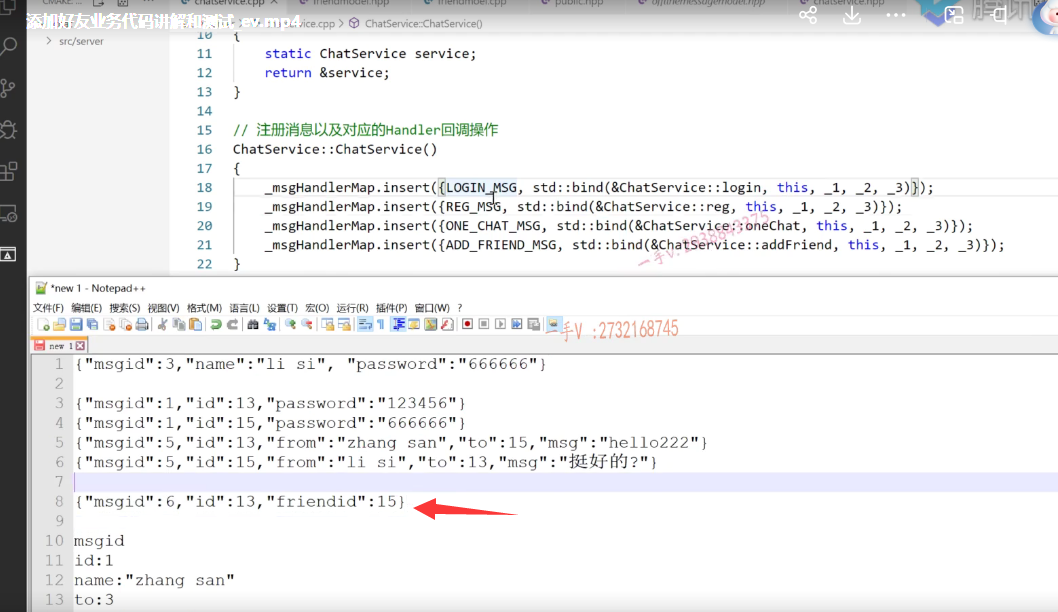 添加好友业务代码讲解和测试.ev.mp4
chatservice.cpp
friendmodel.hpp
friendmodel.cpp
public.hpp
offlinemessagemodel.hpp
chatservice.hpp
vice.cpp > ChatService::ChatService()
src/server
10 {
11 static ChatService service;
12 return &service;
13 }
14
15 // 注册消息以及对应的Handler回调操作
16 ChatService::ChatService()
17 {
18 _msgHandlerMap.insert({LOGIN_MSG, std::bind(&ChatService::login, this, _1, _2, _3)});
19 _msgHandlerMap.insert({REG_MSG, std::bind(&ChatService::reg, this, _1, _2, _3)});
20 _msgHandlerMap.insert({ONE_CHAT_MSG, std::bind(&ChatService::oneChat, this, _1, _2, _3)});
21 _msgHandlerMap.insert({ADD_FRIEND_MSG, std::bind(&ChatService::addFriend, this, _1, _2, _3)});
22 }
*new 1 - Notepad++
文件(F) 编辑(E) 搜索(S) 视图(V) 格式(M) 语言(L) 设置(T) 宏(O) 运行(R) 插件(P) 窗口(W) ?
一手V :2732168745
new 1
1 {"msgid":3,"name":"li si", "password":"666666"}
2
3 {"msgid":1,"id":13,"password":"123456"}
4 {"msgid":1,"id":15,"password":"666666"}
5 {"msgid":5,"id":13,"from":"zhang san","to":15,"msg":"hello222"}
6 {"msgid":5,"id":15,"from":"li si","to":13,"msg":"挺好的?"}
7
8 {"msgid":6,"id":13,"friendid":15}
9
10 msgid
11 id:1
12 name:"zhang san"
13 to:3